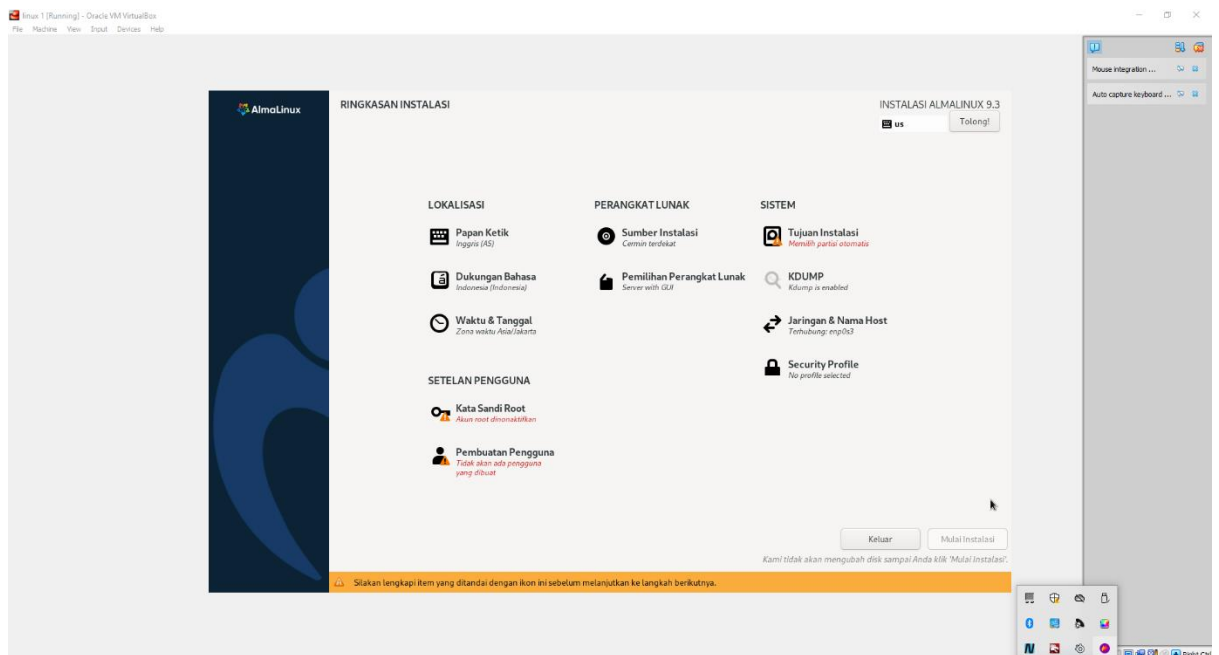 linux 1 [Running] - Oracle VM VirtualBox
File Machine View Input Devices Help
Mouse integration ...
Auto capture keyboard ...
AlmaLinux
RINGKASAN INSTALASI
INSTALASI ALMALINUX 9.3
us
Tolong!
LOKALISASI
Papan Ketik
Inggris (AS)
Dukungan Bahasa
Indonesia (Indonesia)
Waktu & Tanggal
Zona waktu Asia/Jakarta
PERANGKAT LUNAK
Sumber Instalasi
Cermin terdekat
Pemilihan Perangkat Lunak
Server with GUI
SISTEM
Tujuan Instalasi
Memilih partisi otomatis
KDUMP
Kdump is enabled
Jaringan & Nama Host
Terhubung: enp0s3
Security Profile
No profile selected
SETELAN PENGGUNA
Kata Sandi Root
Akun root dinonaktifkan
Pembuatan Pengguna
Tidak akan ada pengguna
yang dibuat
Keluar
Mulai Instalasi
Kami tidak akan mengubah disk sampai Anda klik 'Mulai Instalasi'.
Silakan lengkapi item yang ditandai dengan ikon ini sebelum melanjutkan ke langkah berikutnya.